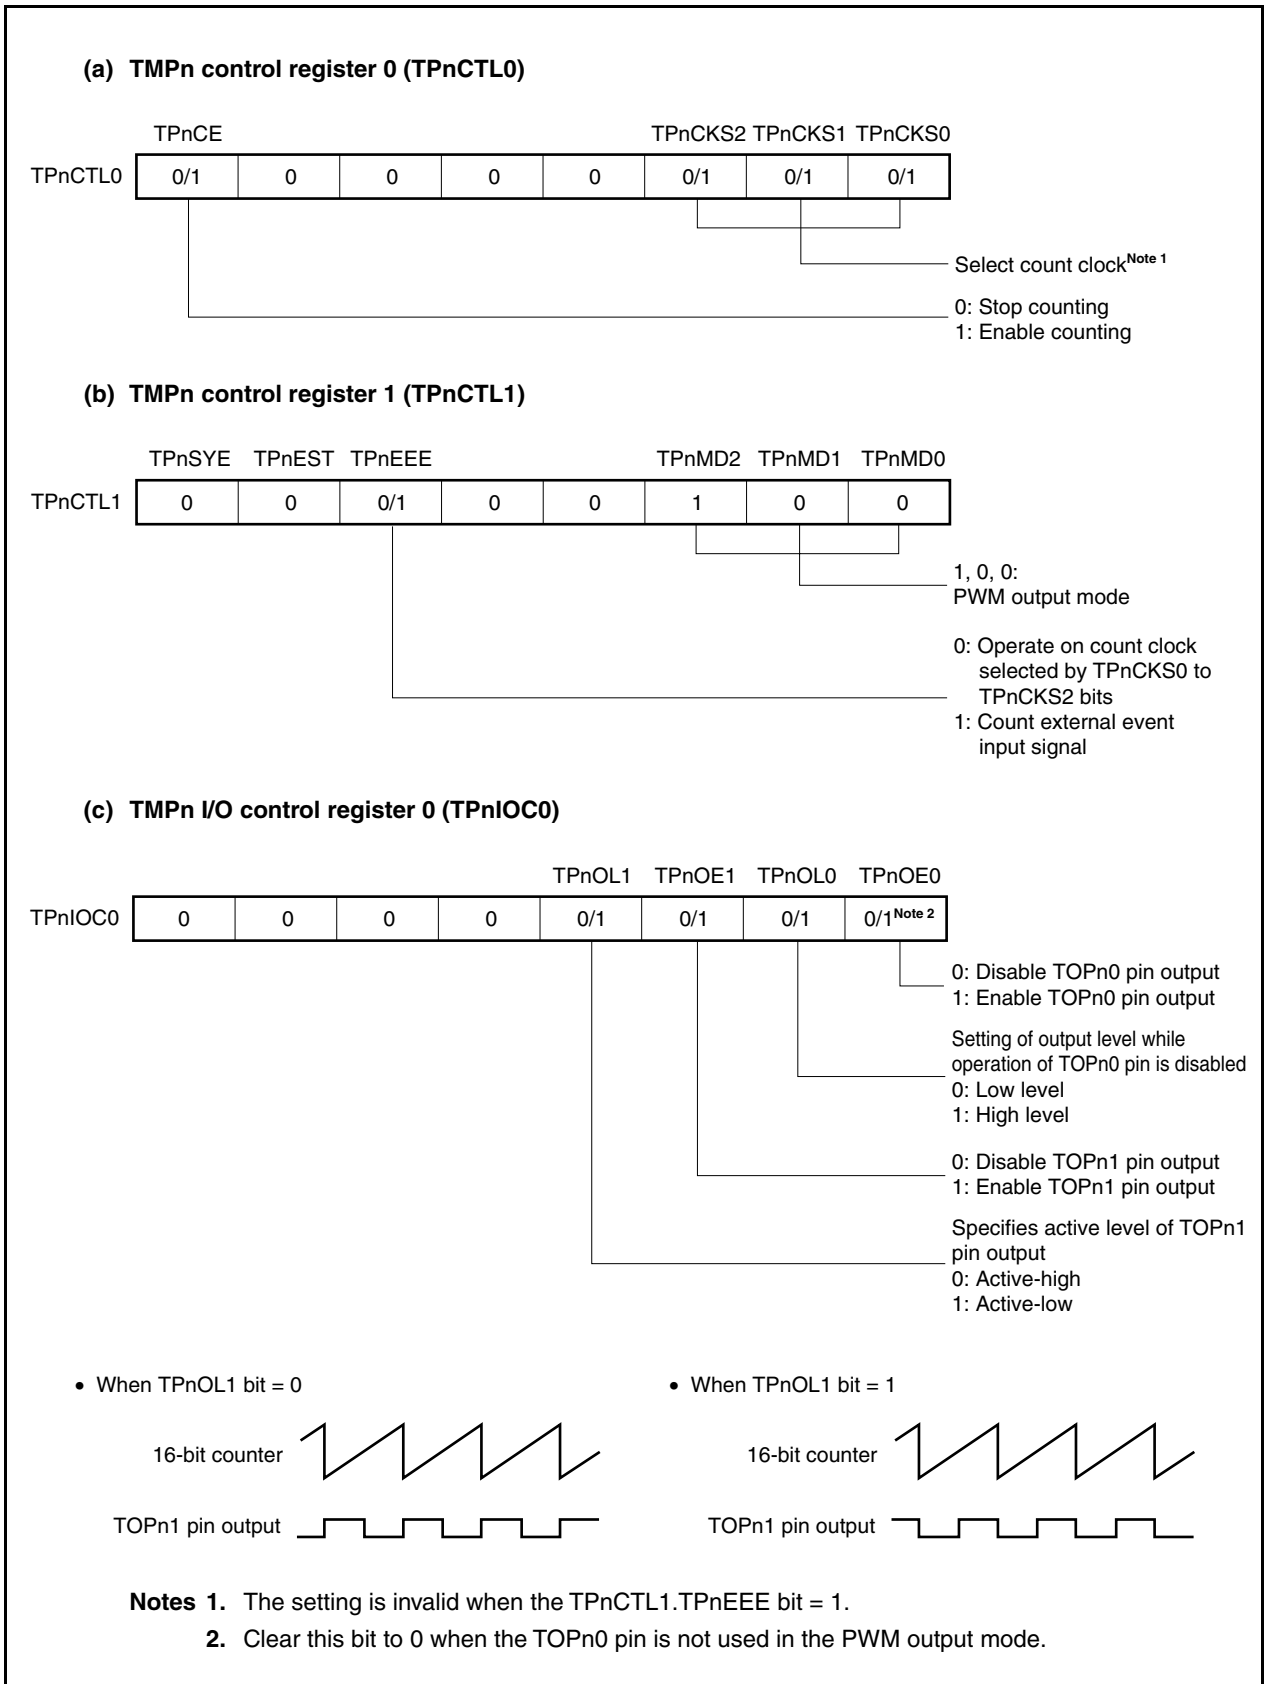 (a) TMPn control register 0 (TPnCTL0)
TPnCE TPnCKS2 TPnCKS1 TPnCKS0
TPnCTL0 0/1 0 0 0 0 0/1 0/1 0/1
Select count clock Note 1
0: Stop counting
1: Enable counting
(b) TMPn control register 1 (TPnCTL1)
TPnSYE TPnEST TPnEEE TPnMD2 TPnMD1 TPnMD0
TPnCTL1 0 0 0/1 0 0 1 0 0
1, 0, 0:
PWM output mode
0: Operate on count clock
selected by TPnCKS0 to
TPnCKS2 bits
1: Count external event
input signal
(c) TMPn I/O control register 0 (TPnIOC0)
TPnOL1 TPnOE1 TPnOL0 TPnOE0
TPnIOC0 0 0 0 0 0/1 0/1 0/1 0/1 Note 2
0: Disable TOPn0 pin output
1: Enable TOPn0 pin output
Setting of output level while
operation of TOPn0 pin is disabled
0: Low level
1: High level
0: Disable TOPn1 pin output
1: Enable TOPn1 pin output
Specifies active level of TOPn1
pin output
0: Active-high
1: Active-low
• When TPnOL1 bit = 0
16-bit counter
TOPn1 pin output
• When TPnOL1 bit = 1
16-bit counter
TOPn1 pin output
Notes 1. The setting is invalid when the TPnCTL1.TPnEEE bit = 1.
2. Clear this bit to 0 when the TOPn0 pin is not used in the PWM output mode.